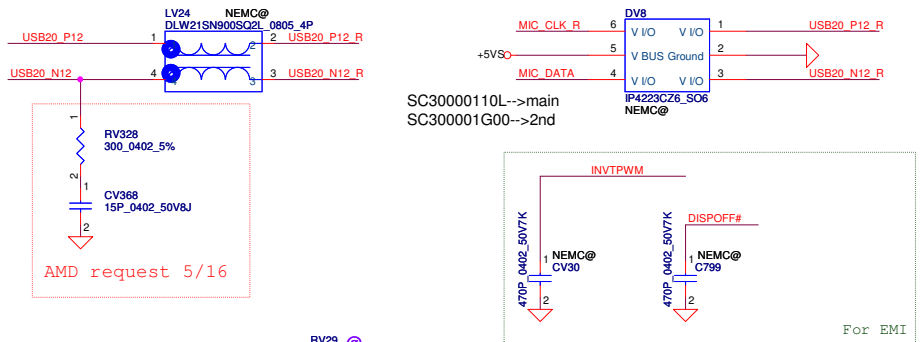 LV24 NEMC@
DLW21SN900SQ2L_0805_4P
USB20_P12 1 2 USB20_P12_R
2
USB20_N12 4 3 USB20_N12_R
3
1
RV328
300_0402_5%
2
1
CV368
15P_0402_50V8J
2
AMD request 5/16
DV8
MIC_CLK_R 6 V I/O V I/O 1 USB20_P12_R
+5VS 5 V BUS Ground 2
MIC_DATA 4 V I/O V I/O 3 USB20_N12_R
IP4223CZ6_SO6
NEMC@
SC30000110L-->main
SC300001G00-->2nd
INVTPWM
470P_0402_50V7K
1 NEMC@
CV30
2
DISPOFF#
470P_0402_50V7K
1 NEMC@
C799
2
For EMI
RV29 @